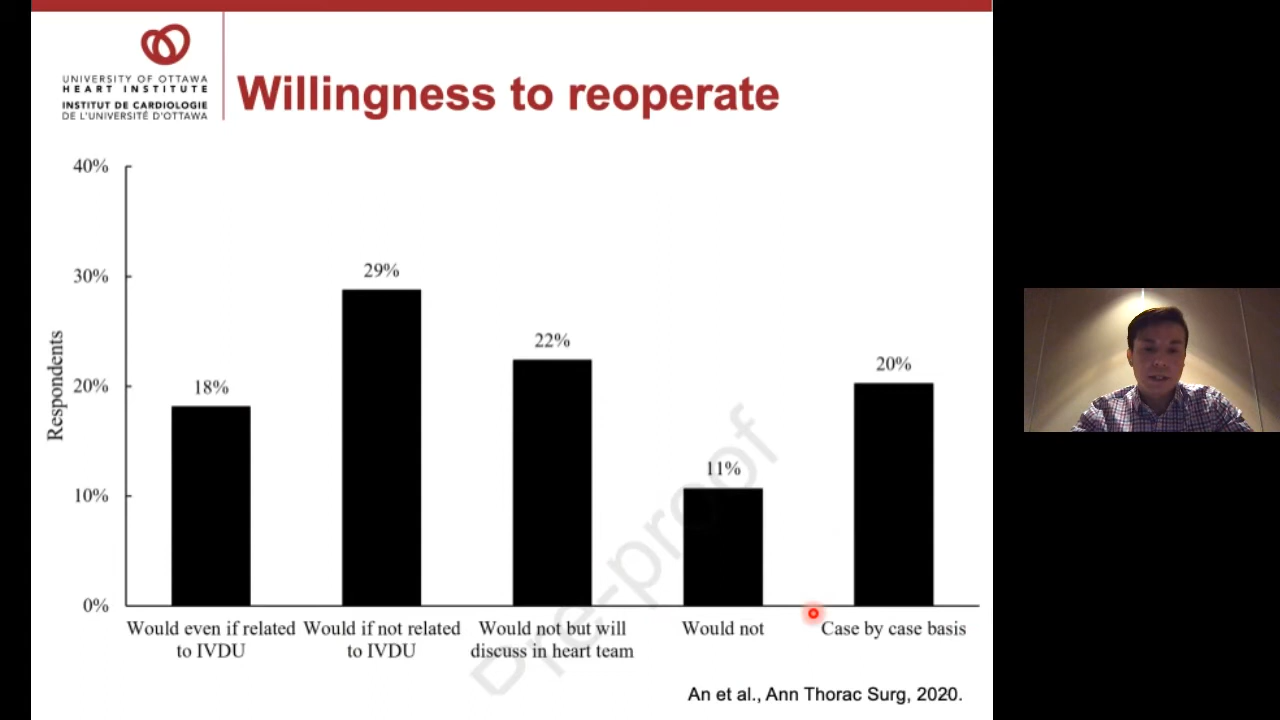 UNIVERSITY OF OTTAWA
HEART INSTITUTE
INSTITUT DE CARDIOLOGIE
DE L'UNIVERSITÉ D'OTTAWA
Willingness to reoperate
40%
30%
20%
10%
0%
Respondents
18%
29%
22%
11%
20%
Would even if related
to IVDU
Would if not related
to IVDU
Would not but will
discuss in heart team
Would not
Case by case basis
Pre-proof
An et al., Ann Thorac Surg, 2020.